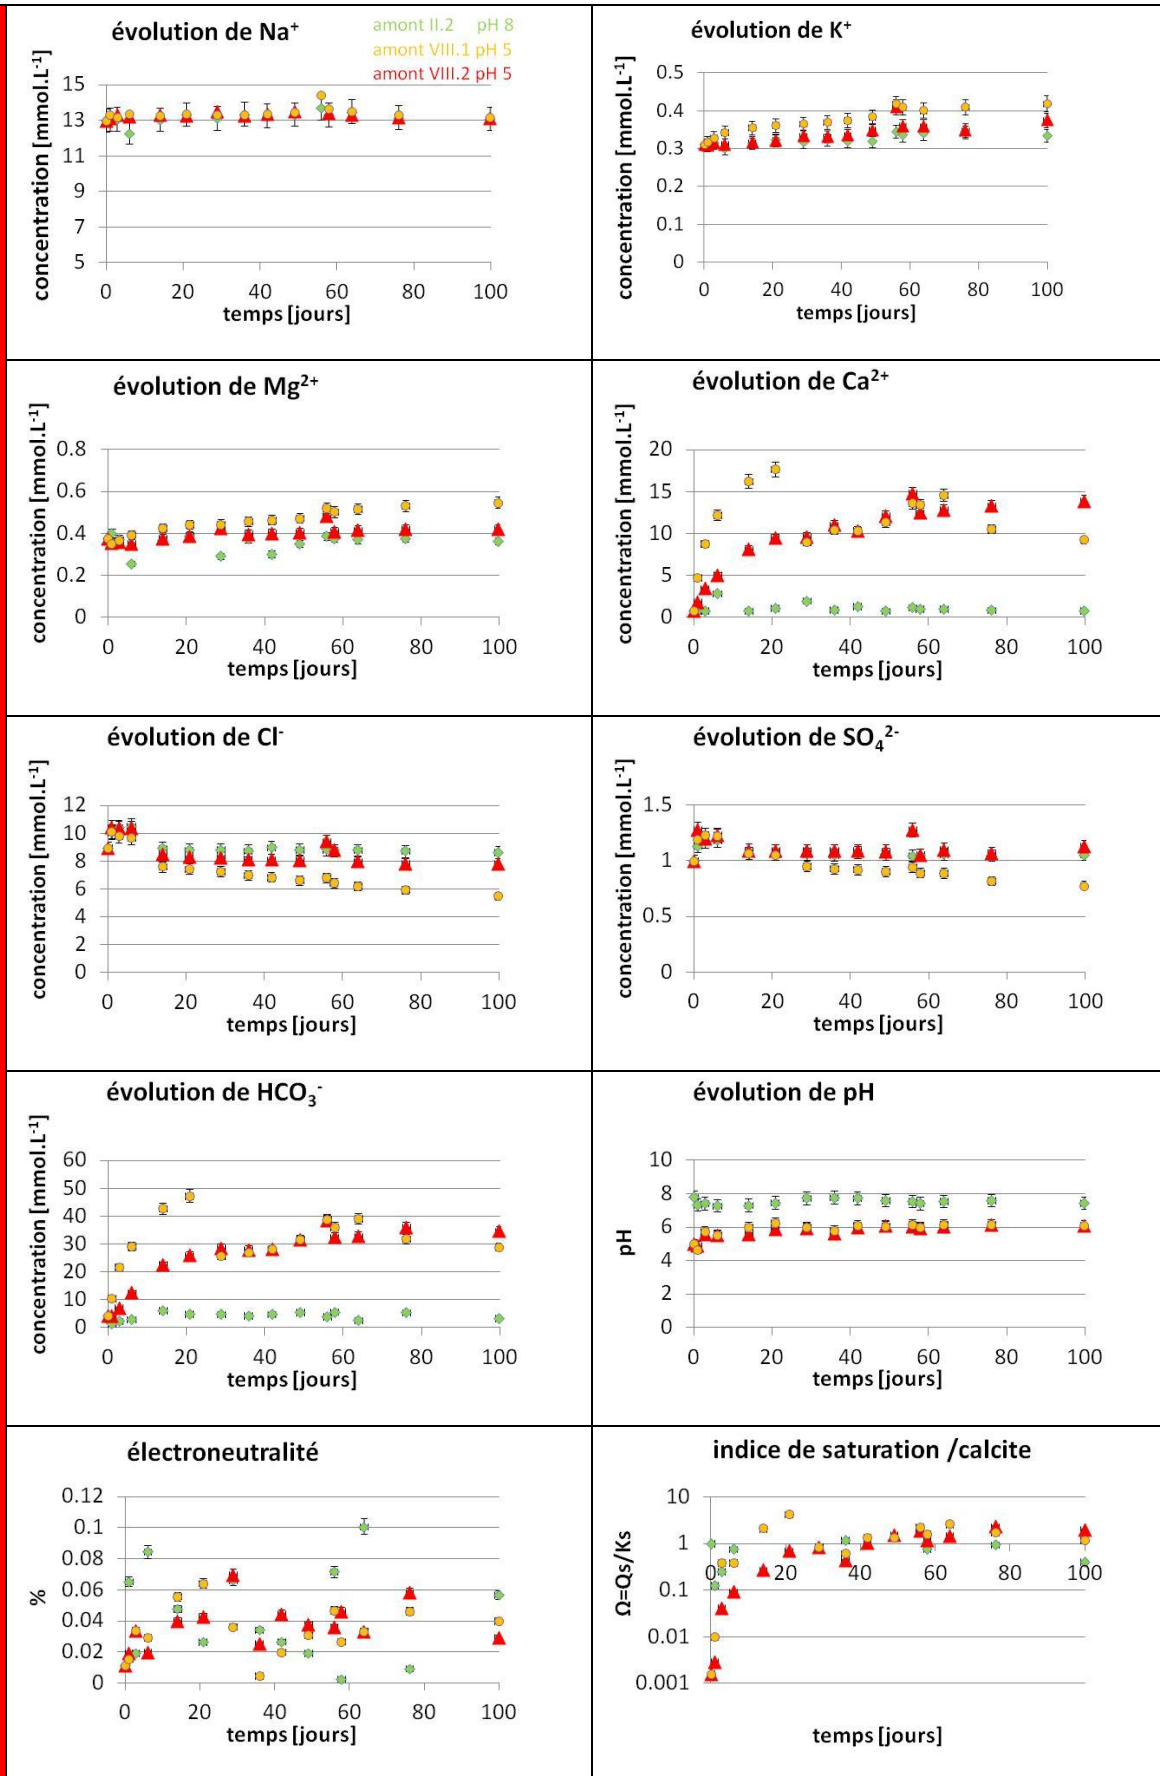 évolution de Na⁺
amont II.2 pH 8
amont VIII.1 pH 5
amont VIII.2 pH 5
concentration [mmol.L⁻¹]
15
13
11
9
7
5
0 20 40 60 80 100
temps [jours]
évolution de K⁺
concentration [mmol.L⁻¹]
0.5
0.4
0.3
0.2
0.1
0
0 20 40 60 80 100
temps [jours]
évolution de Mg²⁺
concentration [mmol.L⁻¹]
0.8
0.6
0.4
0.2
0
0 20 40 60 80 100
temps [jours]
évolution de Ca²⁺
concentration [mmol.L⁻¹]
20
15
10
5
0
0 20 40 60 80 100
temps [jours]
évolution de Cl⁻
concentration [mmol.L⁻¹]
12
10
8
6
4
2
0
0 20 40 60 80 100
temps [jours]
évolution de SO₄²⁻
concentration [mmol.L⁻¹]
1.5
1
0.5
0
0 20 40 60 80 100
temps [jours]
évolution de HCO₃⁻
concentration [mmol.L⁻¹]
60
50
40
30
20
10
0
0 20 40 60 80 100
temps [jours]
évolution de pH
pH
10
8
6
4
2
0
0 20 40 60 80 100
temps [jours]
électroneutralité
%
0.12
0.1
0.08
0.06
0.04
0.02
0
0 20 40 60 80 100
temps [jours]
indice de saturation /calcite
Ω=Qs/Ks
10
1
0.1
0.01
0.001
0 20 40 60 80 100
temps [jours]